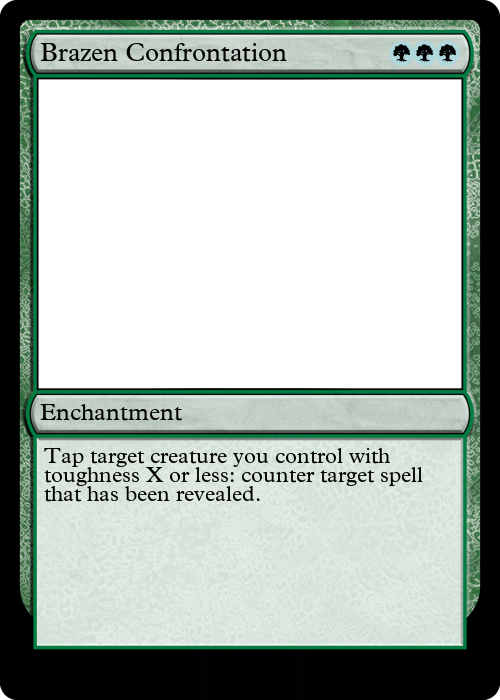 Brazen Confrontation
Enchantment
Tap target creature you control with
toughness X or less: counter target spell
that has been revealed.